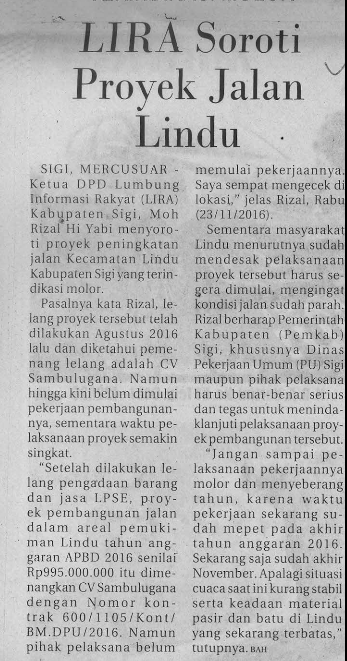 LIRA Soroti
Proyek Jalan
Lindu
SIGI, MERCUSUAR -
Ketua DPD Lumbung
Informasi Rakyat (LIRA)
Kabupaten Sigi, Moh
Rizal Hi Yabi menyoro-
ti proyek peningkatan
jalan Kecamatan Lindu
Kabupaten Sigi yang terin-
dikasi molor.
Pasalnya kata Rizal, le-
lang proyek tersebut telah
dilakukan Agustus 2016
lalu dan diketahui peme-
nang lelang adalah CV
Sambulugana. Namun
hingga kini belum dimulai
pekerjaan pembangunan-
nya, sementara waktu pe-
laksanaan proyek semakin
singkat.
"Setelah dilakukan le-
lang pengadaan barang
dan jasa LPSE, proy-
ek pembangunan jalan
dalam areal pemuki-
man Lindu tahun ang-
garan APBD 2016 senilai
Rp995.000.000 itu dime-
nangkan CV Sambulugana
dengan Nomor kon-
trak 600/1105/Kont/
BM.DPU/2016. Namun
pihak pelaksana belum
memulai pekerjaannya.
Saya sempat mengecek di
lokasi," jelas Rizal, Rabu
(23/11/2016).
Sementara masyarakat
Lindu menurutnya sudah
mendesak pelaksanaan
proyek tersebut harus se-
gera dimulai, mengingat
kondisi jalan sudah parah.
Rizal berharap Pemerintah
Kabupaten (Pemkab)
Sigi, khususnya Dinas
Pekerjaan Umum (PU) Sigi
maupun pihak pelaksana
harus benar-benar serius
dan tegas untuk meninda-
klanjuti pelaksanaan proy-
ek pembangunan tersebut.
"Jangan sampai pe-
laksanaan pekerjaannya
molor dan menyeberang
tahun, karena waktu
pekerjaan sekarang su-
dah mepet pada akhir
tahun anggaran 2016.
Sekarang saja sudah akhir
November. Apalagi situasi
cuaca saat ini kurang stabil
serta keadaan material
pasir dan batu di Lindu
yang sekarang terbatas,"
tutupnya. BAH